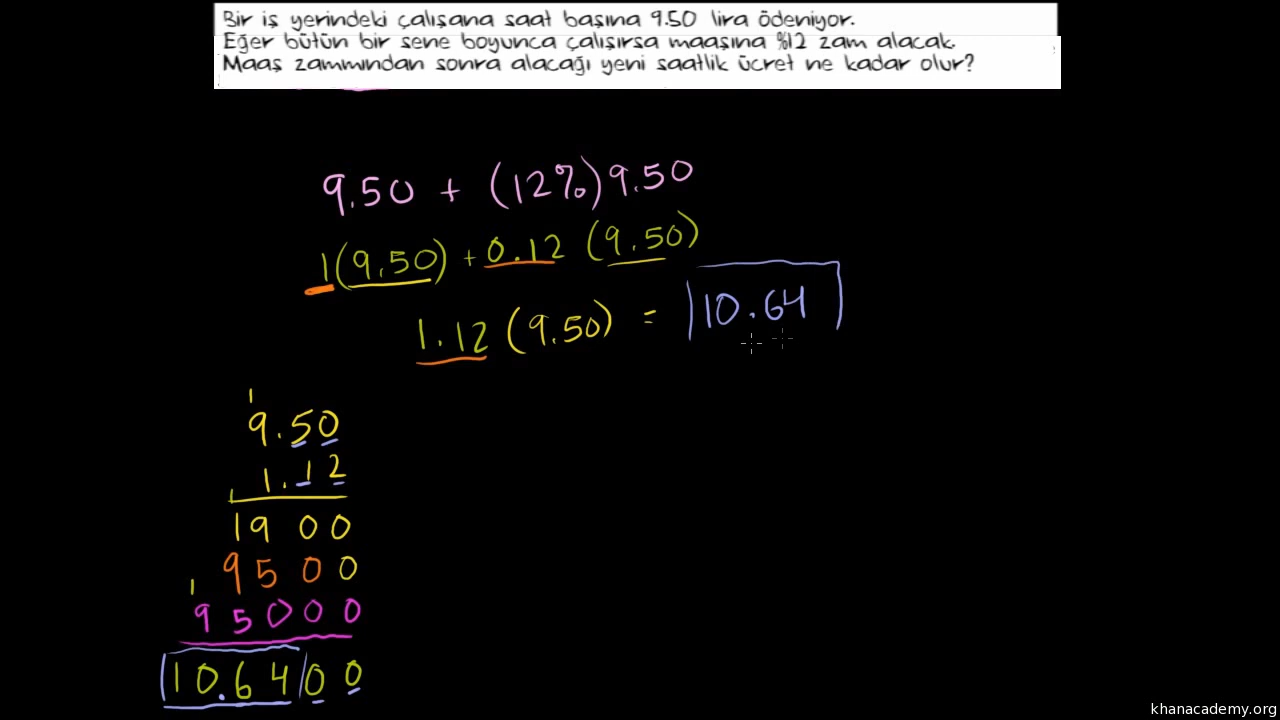 Bir iş yerindeki çalışana saat başına 9.50 lira ödeniyor.
Eğer bütün bir sene boyunca çalışırsa maaşına %12 zam alacak.
Maaş zammından sonra alacağı yeni saatlik ücret ne kadar olur?
9.50 + (12%) 9.50
1(9.50) + 0.12 (9.50)
1.12 (9.50) = 10.64
1
9.50
1.12
1
1900
9500
1
95000
10.6400
khanacademy.org